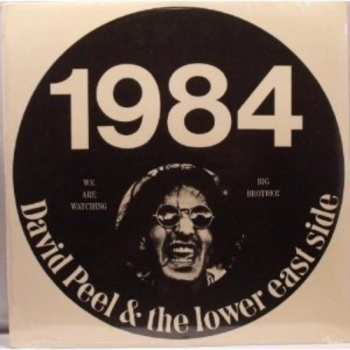 1984
WE
ARE
WATCHING
BIG
BROTHER
David Peel & the lower east side